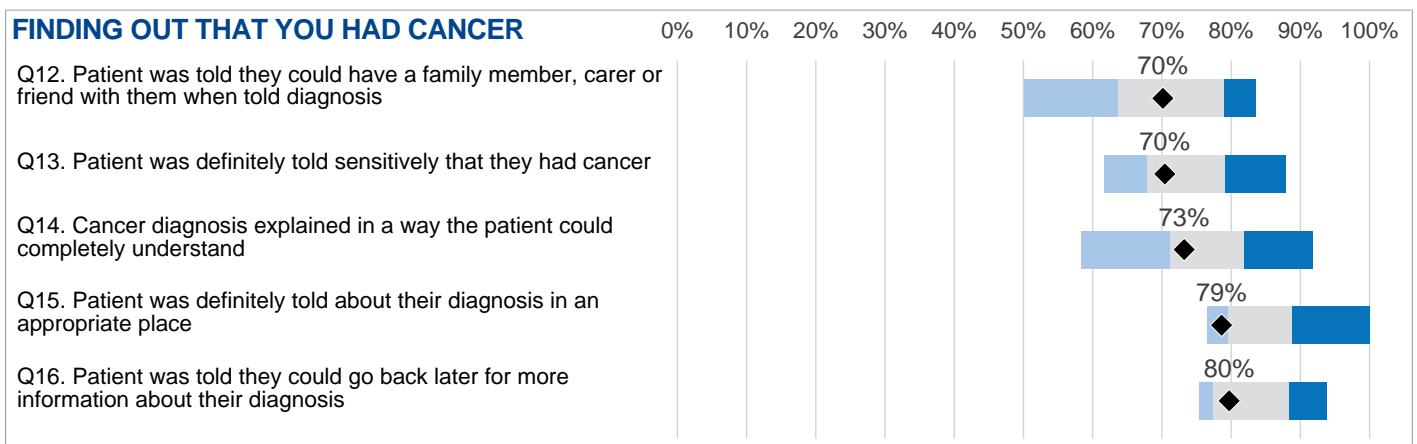 FINDING OUT THAT YOU HAD CANCER
0% 10% 20% 30% 40% 50% 60% 70% 80% 90% 100%
Q12. Patient was told they could have a family member, carer or
friend with them when told diagnosis
70%
Q13. Patient was definitely told sensitively that they had cancer
70%
Q14. Cancer diagnosis explained in a way the patient could
completely understand
73%
Q15. Patient was definitely told about their diagnosis in an
appropriate place
79%
Q16. Patient was told they could go back later for more
information about their diagnosis
80%